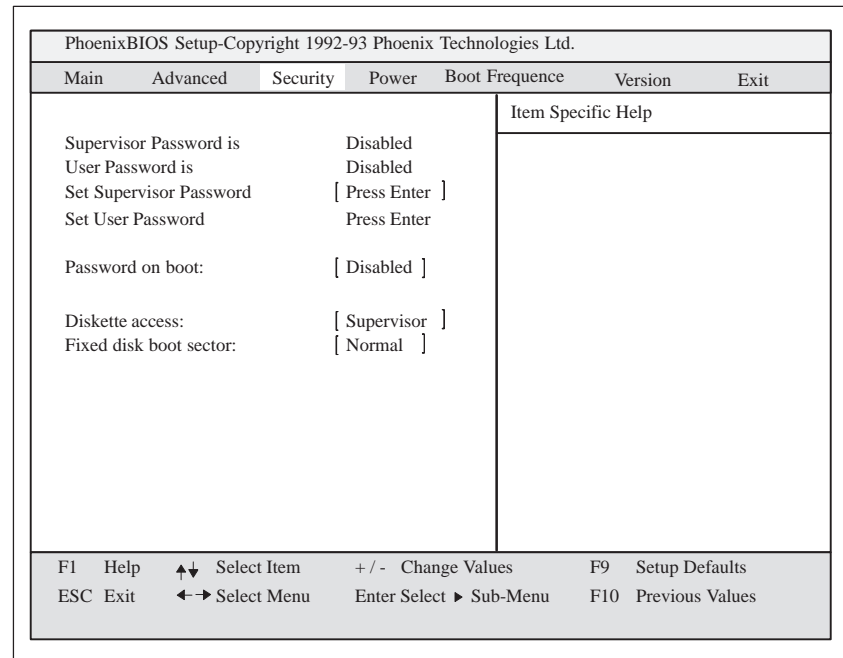 PhoenixBIOS Setup-Copyright 1992-93 Phoenix Technologies Ltd.
Main Advanced Security Power Boot Frequence Version Exit
Item Specific Help
Supervisor Password is Disabled
User Password is Disabled
Set Supervisor Password [ Press Enter ]
Set User Password Press Enter
Password on boot: [ Disabled ]
Diskette access: [ Supervisor ]
Fixed disk boot sector: [ Normal ]
F1 Help ▲▼ Select Item + / - Change Values F9 Setup Defaults
ESC Exit ◄-► Select Menu Enter Select ► Sub-Menu F10 Previous Values